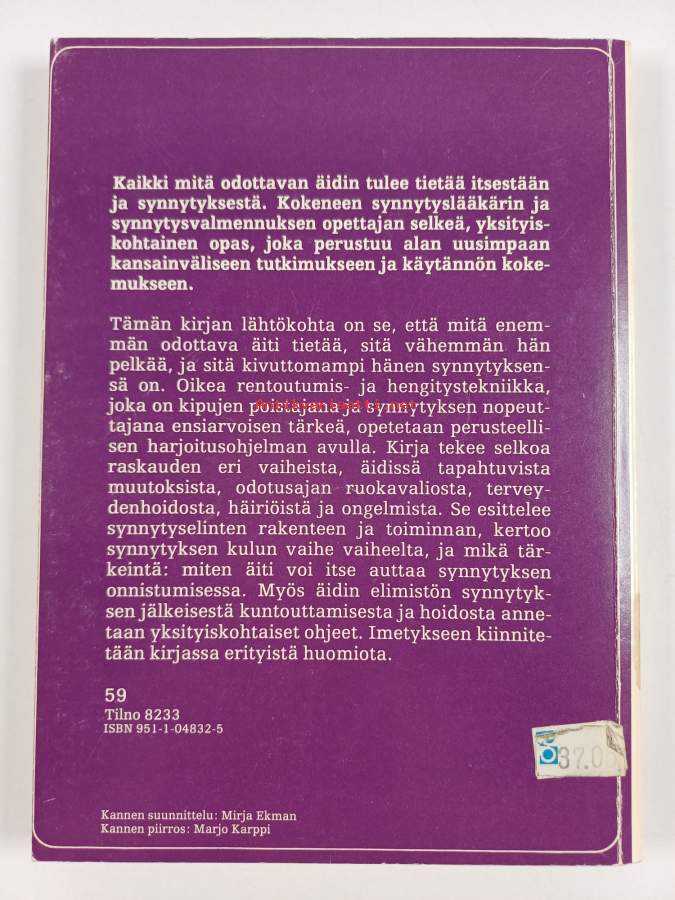 Kaikki mitä odottavan äidin tulee tietää itsestään
ja synnytyksestä. Kokeneen synnytyslääkärin ja
synnytysvalmennuksen opettajan selkeä, yksityis-
kohtainen opas, joka perustuu alan uusimpaan
kansainväliseen tutkimukseen ja käytännön koke-
mukseen.
Tämän kirjan lähtökohta on se, että mitä enem-
män odottava äiti tietää, sitä vähemmän hän
pelkää, ja sitä kivuttomampi hänen synnytyksen-
sä on. Oikea rentoutumis- ja hengitystekniikka,
joka on kipujen poistajana ja synnytyksen nopeut-
tajana ensiarvoisen tärkeä, opetetaan perusteelli-
sen harjoitusohjelman avulla. Kirja tekee selkoa
raskauden eri vaiheista, äidissä tapahtuvista
muutoksista, odotusajan ruokavaliosta, tervey-
denhoidosta, häiriöistä ja ongelmista. Se esittelee
synnytyselinten rakenteen ja toiminnan, kertoo
synnytyksen kulun vaihe vaiheelta, ja mikä tär-
keintä: miten äiti voi itse auttaa synnytyksen
onnistumisessa. Myös äidin elimistön synnytyk-
sen jälkeisestä kuntouttamisesta ja hoidosta anne-
taan yksityiskohtaiset ohjeet. Imetykseen kiinnite-
tään kirjassa erityistä huomiota.
59
Tilno 8233
ISBN 951-1-04832-5
Kannen suunnittelu: Mirja Ekman
Kannen piirros: Marjo Karppi